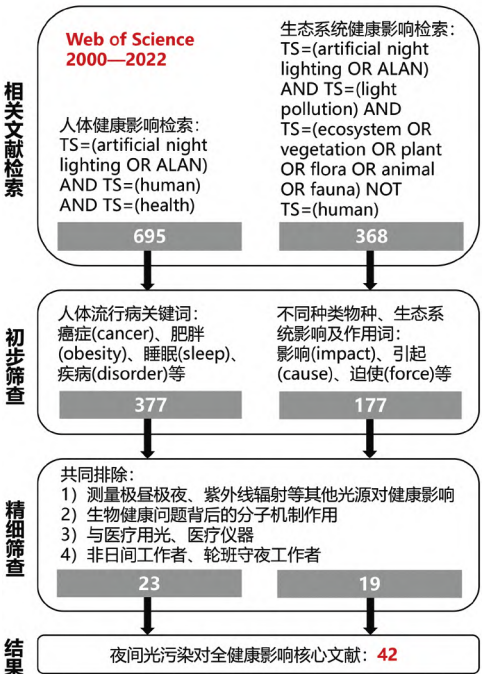 相关文献检索
Web of Science
2000—2022
人体健康影响检索：
TS=(artificial night
lighting OR ALAN)
AND TS=(human)
AND TS=(health)
695
生态系统健康影响检索：
TS=(artificial night
lighting OR ALAN)
AND TS=(light
pollution) AND
TS=(ecosystem OR
vegetation OR plant
OR flora OR animal
OR fauna) NOT
TS=(human)
368
初步筛查
人体流行病关键词：
癌症(cancer)、肥胖
(obesity)、睡眠(sleep)、
疾病(disorder)等
377
不同种类物种、生态系
统影响及作用词：
影响(impact)、引起
(cause)、迫使(force)等
177
精细筛查
共同排除：
1）测量极昼极夜、紫外线辐射等其他光源对健康影响
2）生物健康问题背后的分子机制作用
3）与医疗用光、医疗仪器
4）非日间工作者、轮班守夜工作者
23
19
结果
夜间光污染对全健康影响核心文献：42